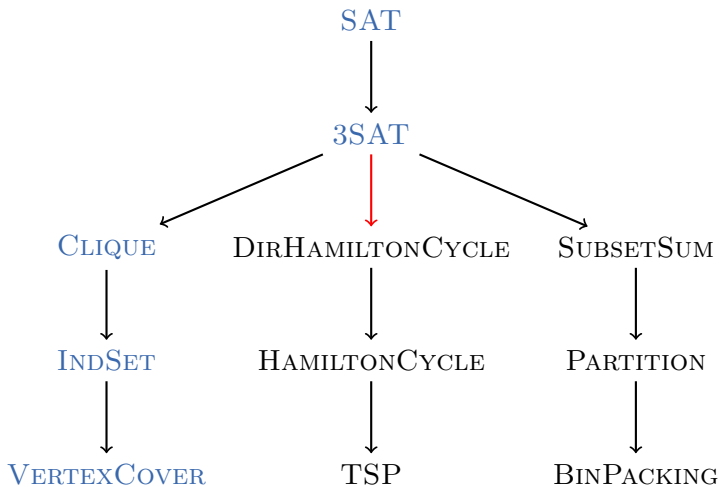 SAT
3SAT
CLIQUE DIRHAMILTONCYCLE SUBSETSUM
INDSET HAMILTONCYCLE PARTITION
VERTEXCOVER TSP BINPACKING